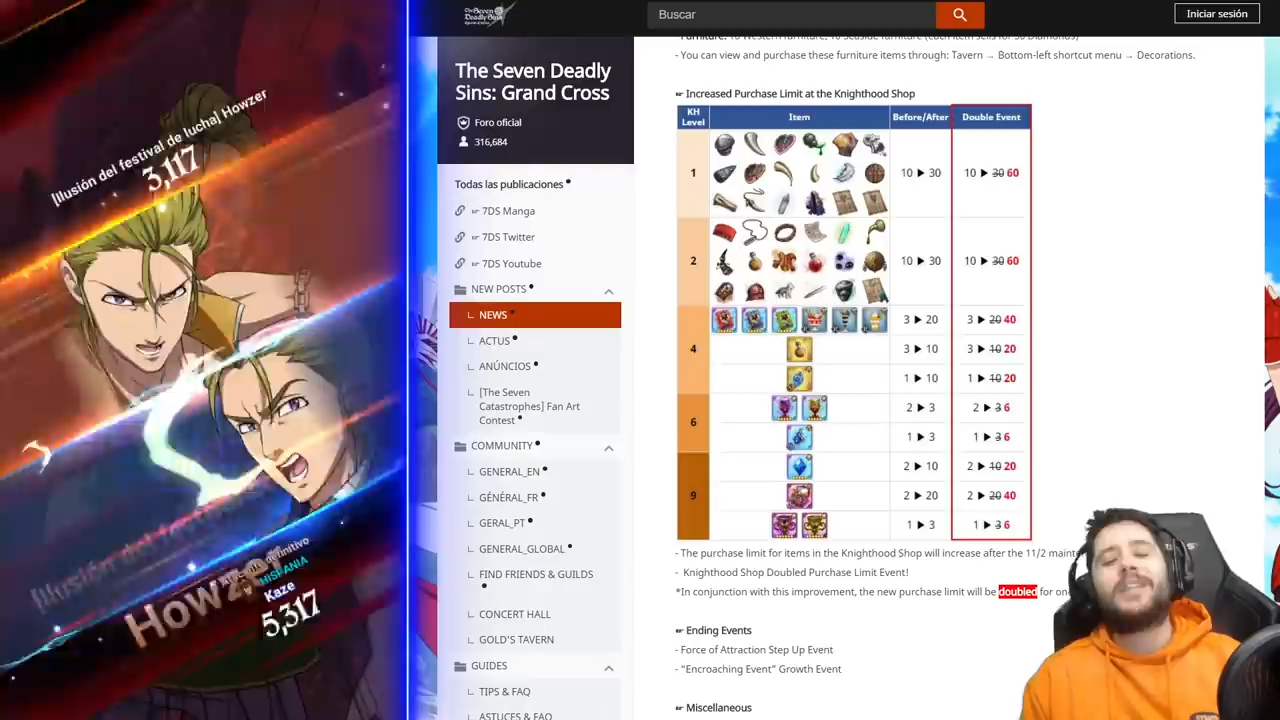 The Seven
Deadly Sins
Buscar
Iniciar sesión
The Seven Deadly
Sins: Grand Cross
Foro oficial
316,684
Todas las publicaciones
☞ 7DS Manga
☞ 7DS Twitter
☞ 7DS Youtube
NEW POSTS
NEWS
ACTUS
ANÚNCIOS
[The Seven
Catastrophes] Fan Art
Contest
COMMUNITY
GENERAL_EN
GÉNÉRAL_FR
GERAL_PT
GENERAL_GLOBAL
FIND FRIENDS & GUILDS
CONCERT HALL
GOLD'S TAVERN
GUIDES
TIPS & FAQ
ASTUCES & FAQ
[Ilusión del festival de lucha] Howzer
3,117
HISPANIA
Kaze
5,317
Howzer
- You can view and purchase these furniture items through: Tavern → Bottom-left shortcut menu → Decorations.
☞ Increased Purchase Limit at the Knighthood Shop
KH Level Item Before/After Double Event
1 10 ▶ 30 10 ▶ 30 60
2 10 ▶ 30 10 ▶ 30 60
3 ▶ 20 3 ▶ 20 40
4 3 ▶ 10 3 ▶ 10 20
1 ▶ 10 1 ▶ 10 20
2 ▶ 3 2 ▶ 3 6
6
1 ▶ 3 1 ▶ 3 6
2 ▶ 10 2 ▶ 10 20
9 2 ▶ 20 2 ▶ 20 40
1 ▶ 3 1 ▶ 3 6
- The purchase limit for items in the Knighthood Shop will increase after the 11/2
- Knighthood Shop Doubled Purchase Limit Event!
*In conjunction with this improvement, the new purchase limit will be doubled for
☞ Ending Events
- Force of Attraction Step Up Event
- “Encroaching Event” Growth Event
☞ Miscellaneous